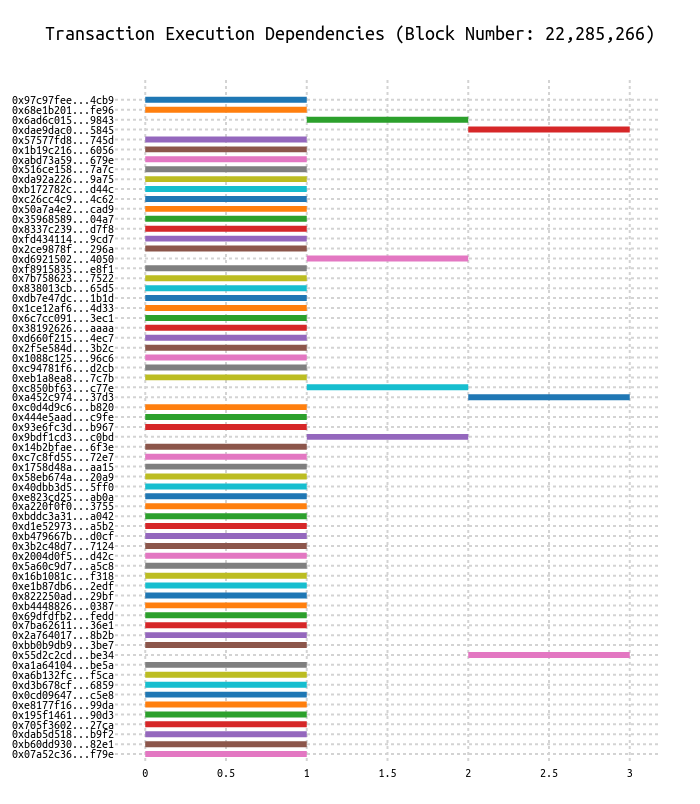 Transaction Execution Dependencies (Block Number: 22,285,266)
0x97c97fee...4cb9
0x68e1b201...fe96
0x6ad6c015...9843
0xdae9dac0...5845
0x57577fd8...745d
0x1b19c216...6056
0xabd73a59...679e
0x516ce158...7a7c
0xda92a226...9a75
0xb172782c...d44c
0xc26cc4c9...4c62
0x50a7a4e2...cad9
0x35968589...04a7
0x8337c239...d7f8
0xfd434114...9cd7
0x2ce9878f...296a
0xd6921502...4050
0xf8915835...e8f1
0x7b758623...7522
0x838013cb...65d5
0xdb7e47dc...1b1d
0x1ce12af6...4d33
0x6c7cc091...3ec1
0x38192626...aaaa
0xd660f215...4ec7
0x2f5e584d...3b2c
0x1088c125...96c6
0xc94781f6...d2cb
0xeb1a8ea8...7c7b
0xc850bf63...c77e
0xa452c974...37d3
0xc0d4d9c6...b820
0x444e5aad...c9fe
0x93e6fc3d...b967
0x9bdf1cd3...c0bd
0x14b2bfae...6f3e
0xc7c8fd55...72e7
0x1758d48a...aa15
0x58eb674a...20a9
0x40dbb3d5...5ff0
0xe823cd25...ab0a
0xa220f0f0...3755
0xbddc3a31...a042
0xd1e52973...a5b2
0xb479667b...d0cf
0x3b2c48d7...7124
0x2004d0f5...d42c
0x5a60c9d7...a5c8
0x16b1081c...f318
0xe1b87db6...2edf
0x822250ad...29bf
0xb4448826...0387
0x69dfdfb2...fedd
0x7ba62611...36e1
0x2a764017...8b2b
0xbb0b9db9...3be7
0x55d2c2cd...be34
0xa1a64104...be5a
0xa6b132fc...f5ca
0xd3b678cf...6859
0x0cd09647...c5e8
0xe8177f16...99da
0x195f1461...90d3
0x705f3602...27ca
0xdab5d518...b9f2
0xb60dd930...82e1
0x07a52c36...f79e
0 0.5 1 1.5 2 2.5 3